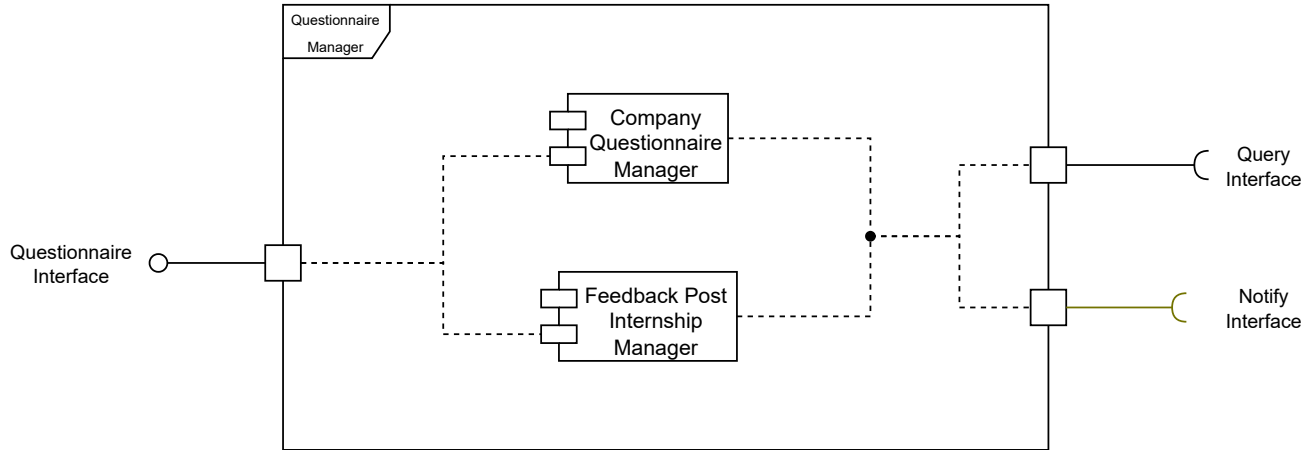 Questionnaire
Manager
Company
Questionnaire
Manager
Query
Interface
Questionnaire
Interface
Feedback Post
Internship
Manager
Notify
Interface